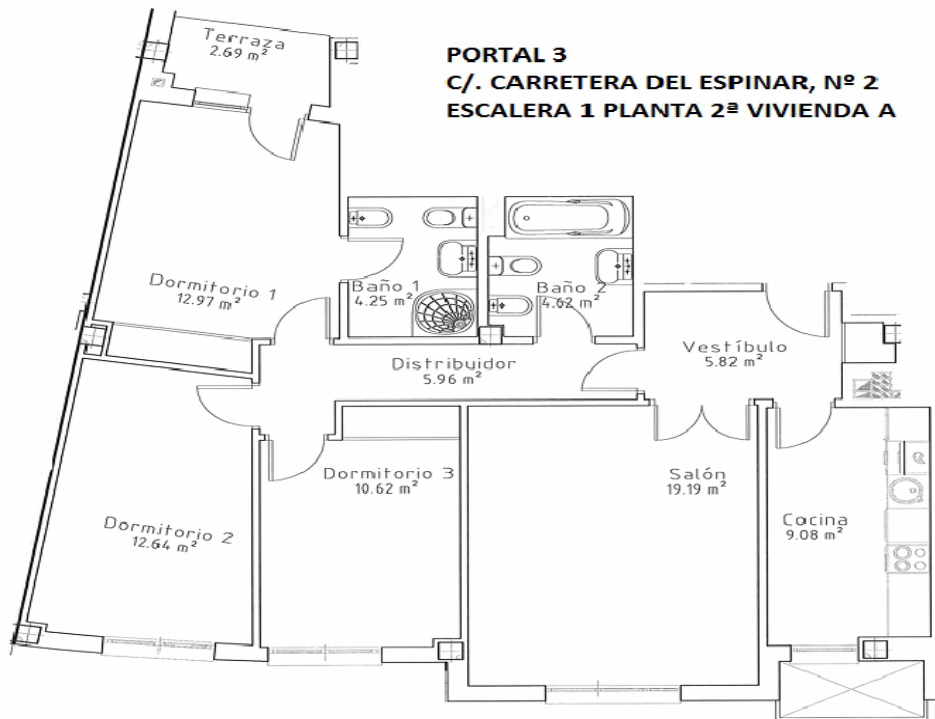 PORTAL 3
C/. CARRETERA DEL ESPINAR, Nº 2
ESCALERA 1 PLANTA 2ª VIVIENDA A
Terraza
2.69 m²
Dormitorio 1
12.97 m²
Baño 1
4.25 m²
Baño 2
4.62 m²
Vestíbulo
5.82 m²
Distribuidor
5.96 m²
Dormitorio 3
10.62 m²
Salón
19.19 m²
Dormitorio 2
12.64 m²
Cocina
9.08 m²